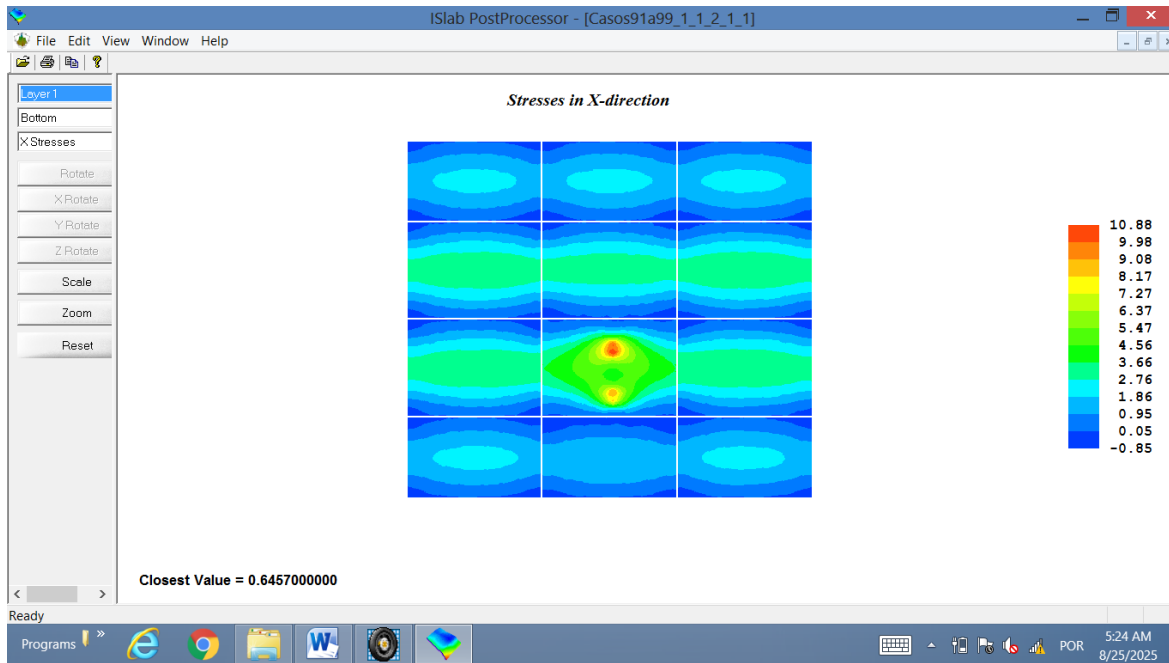 ISlab PostProcessor - [Casos91a99_1_1_2_1_1]
File Edit View Window Help
Layer 1
Bottom
X Stresses
Rotate
X Rotate
Y Rotate
Z Rotate
Scale
Zoom
Reset
Stresses in X-direction
10.88
9.98
9.08
8.17
7.27
6.37
5.47
4.56
3.66
2.76
1.86
0.95
0.05
-0.85
Closest Value = 0.6457000000
Ready
Programs
POR
5:24 AM
8/25/2025